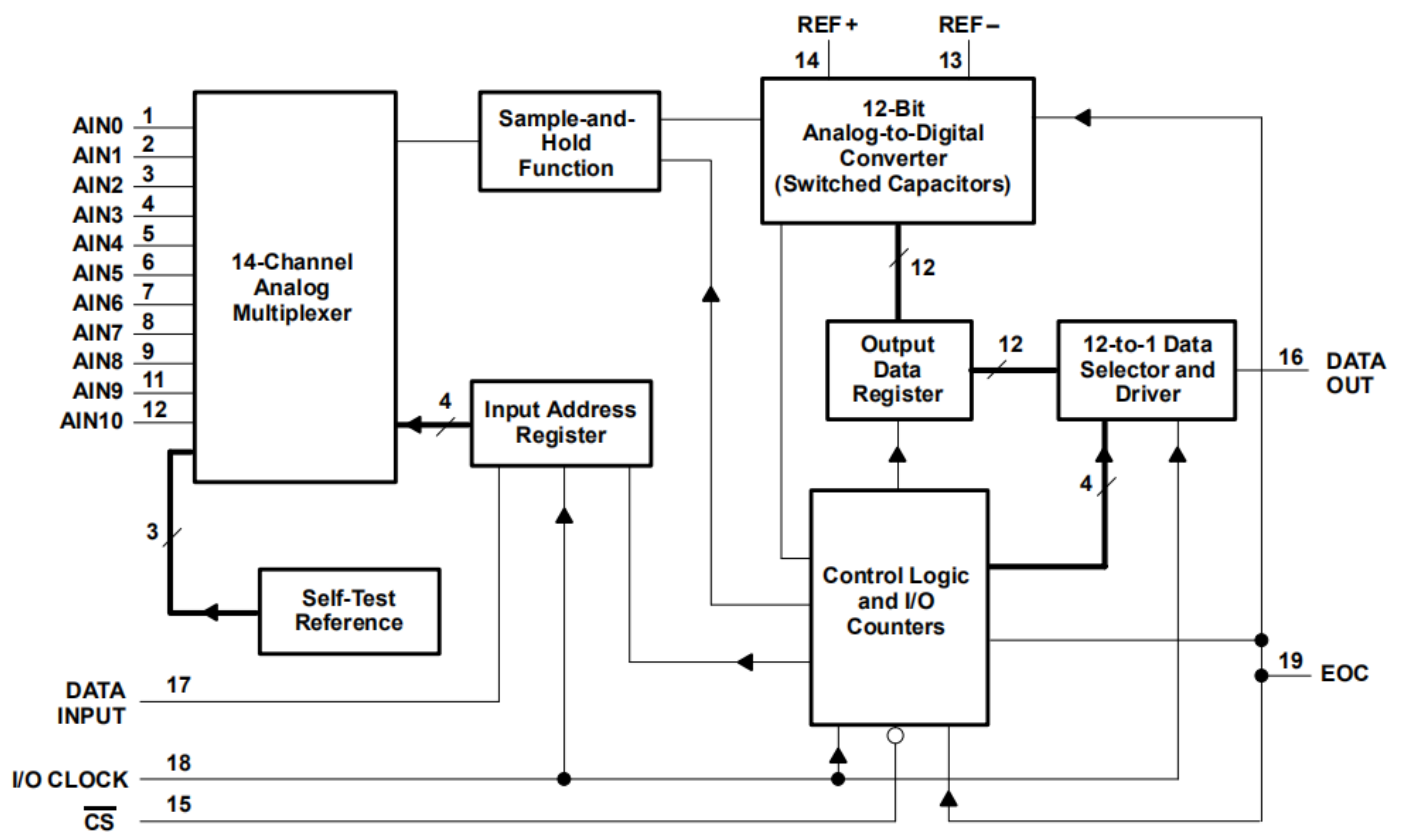 REF+
REF–
14
13
AIN0
1
AIN1
2
AIN2
3
AIN3
4
AIN4
5
AIN5
6
AIN6
7
AIN7
8
AIN8
9
AIN9
11
AIN10
12
14-Channel
Analog
Multiplexer
Sample-and-
Hold
Function
12-Bit
Analog-to-Digital
Converter
(Switched Capacitors)
12
Output
Data
Register
12
12-to-1 Data
Selector and
Driver
16
DATA
OUT
4
Input Address
Register
4
3
Self-Test
Reference
Control Logic
and I/O
Counters
19
EOC
DATA
INPUT
17
I/O CLOCK
18
C̅S̅
15